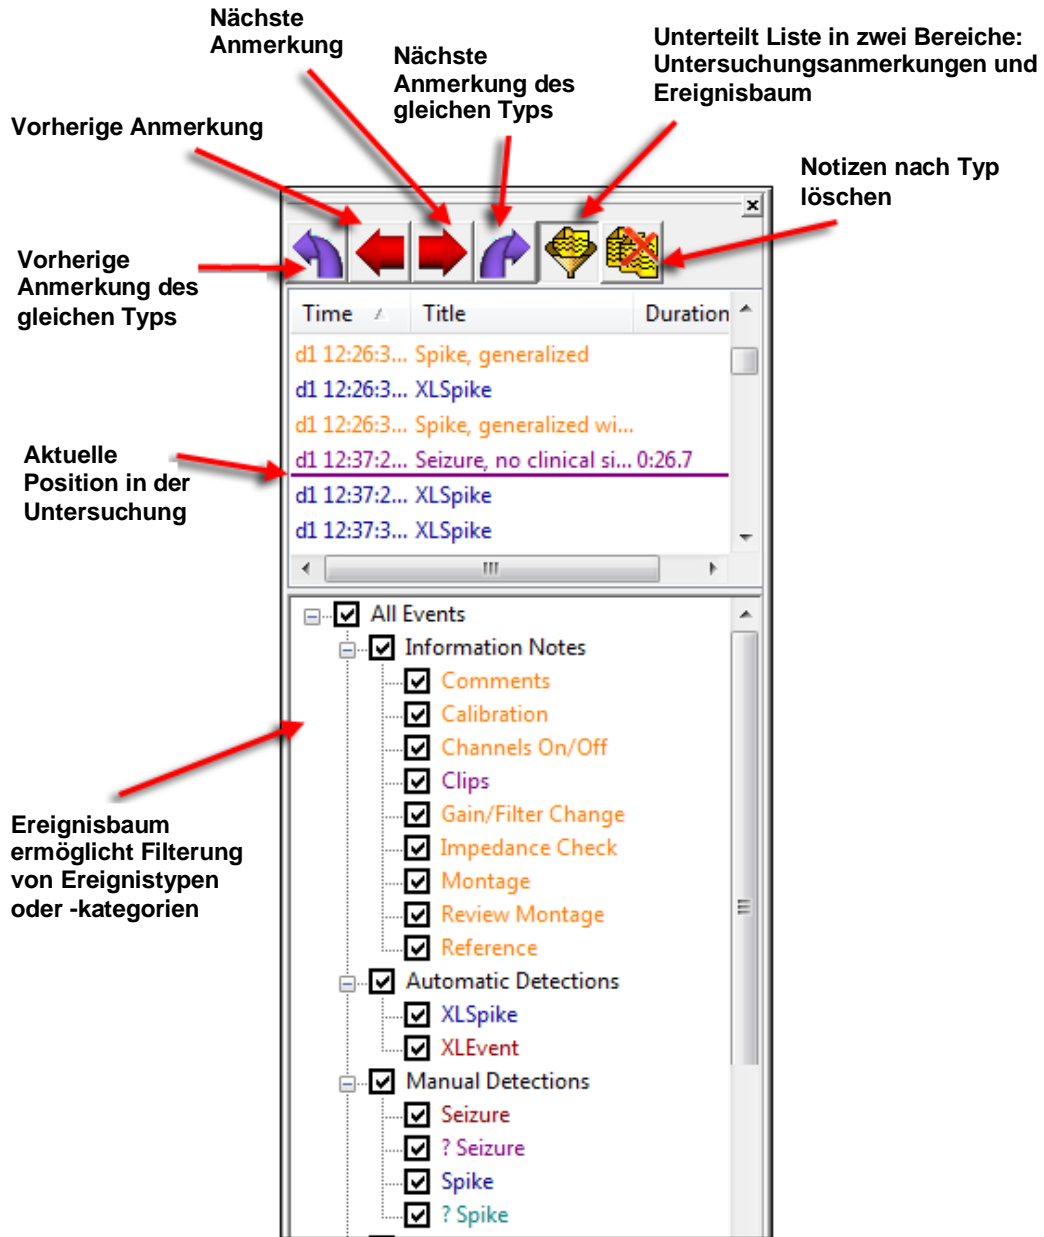 Nächste
Anmerkung
Nächste
Anmerkung des
gleichen Typs
Unterteilt Liste in zwei Bereiche:
Untersuchungsanmerkungen und
Ereignisbaum
Vorherige Anmerkung
Notizen nach Typ
löschen
Vorherige
Anmerkung des
gleichen Typs
Time Title Duration
d1 12:26:3... Spike, generalized
d1 12:26:3... XLSpike
d1 12:26:3... Spike, generalized wi...
d1 12:37:2... Seizure, no clinical si... 0:26.7
d1 12:37:2... XLSpike
d1 12:37:3... XLSpike
Aktuelle
Position in der
Untersuchung
All Events
Information Notes
Comments
Calibration
Channels On/Off
Clips
Gain/Filter Change
Impedance Check
Montage
Review Montage
Reference
Automatic Detections
XLSpike
XLEvent
Manual Detections
Seizure
? Seizure
Spike
? Spike
Ereignisbaum
ermöglicht Filterung
von Ereignistypen
oder -kategorien